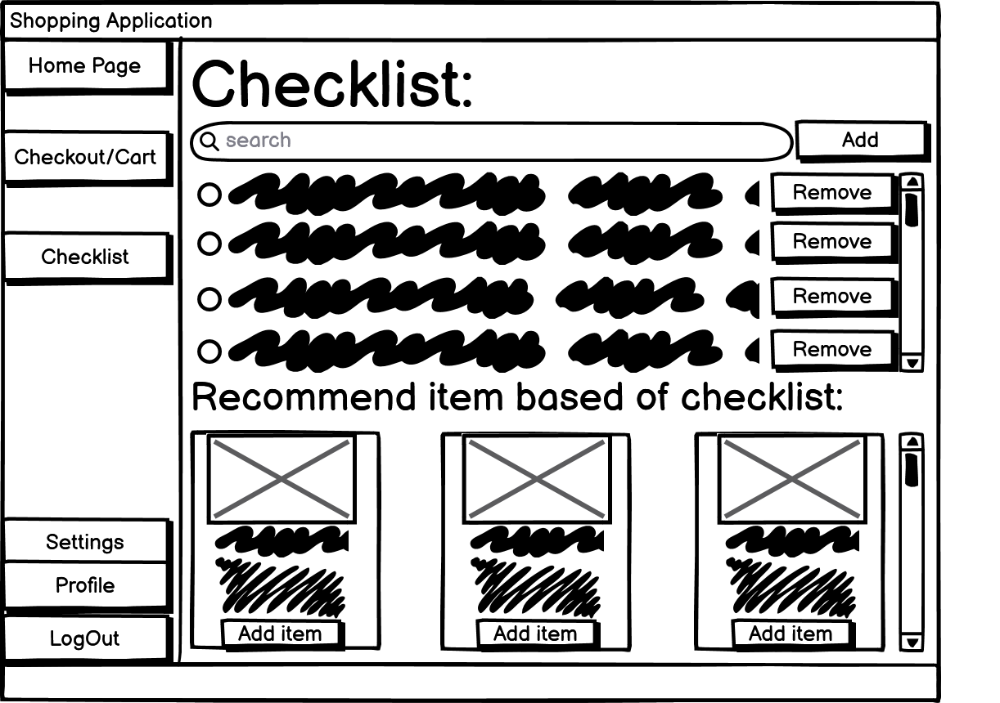 Shopping Application
Home Page
Checkout/Cart
Checklist
Settings
Profile
LogOut
Checklist:
search
Add
Remove
Remove
Remove
Remove
Recommend item based of checklist:
Add item
Add item
Add item